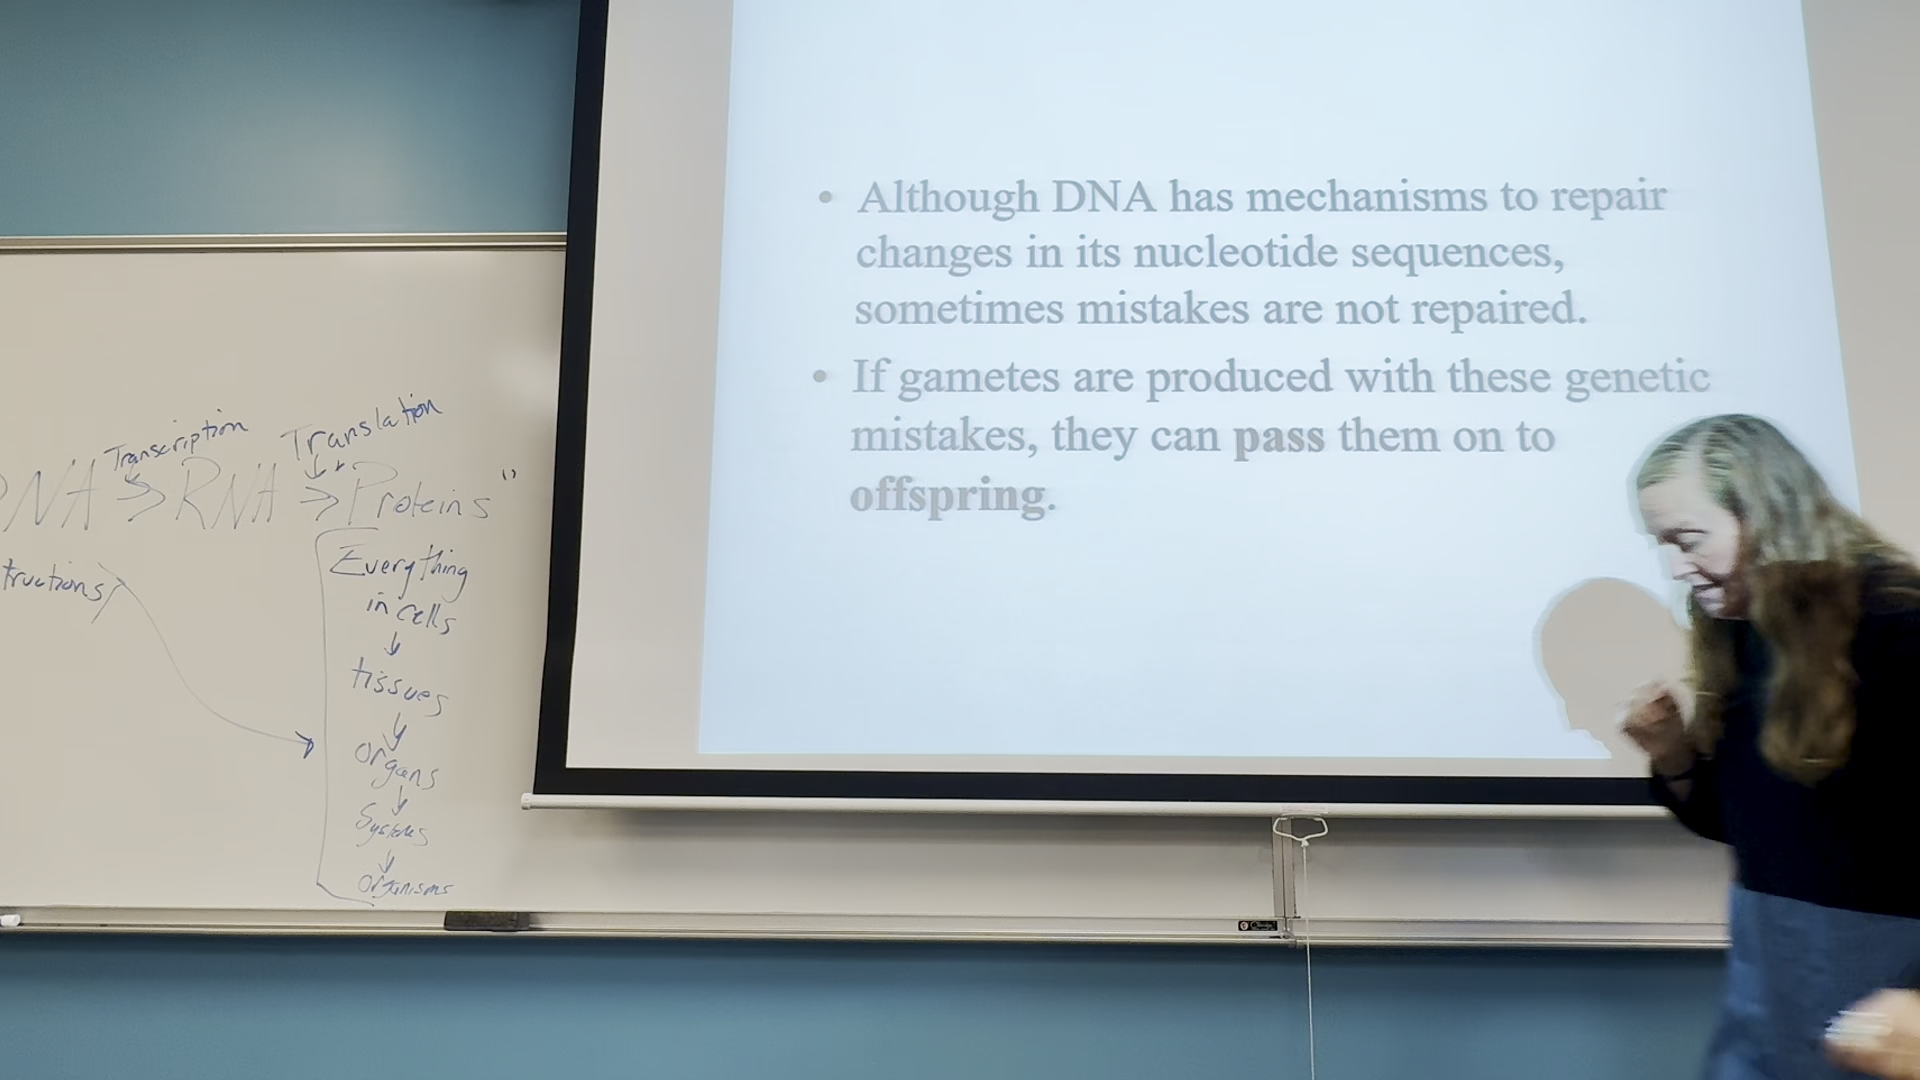 • Although DNA has mechanisms to repair
changes in its nucleotide sequences,
sometimes mistakes are not repaired.
• If gametes are produced with these genetic
mistakes, they can pass them on to
offspring.
Transcription Translation
NA → RNA → Proteins"
tructions)
Everything
in cells
↓
tissues
↓
organs
↓
Systems
↓
organisms